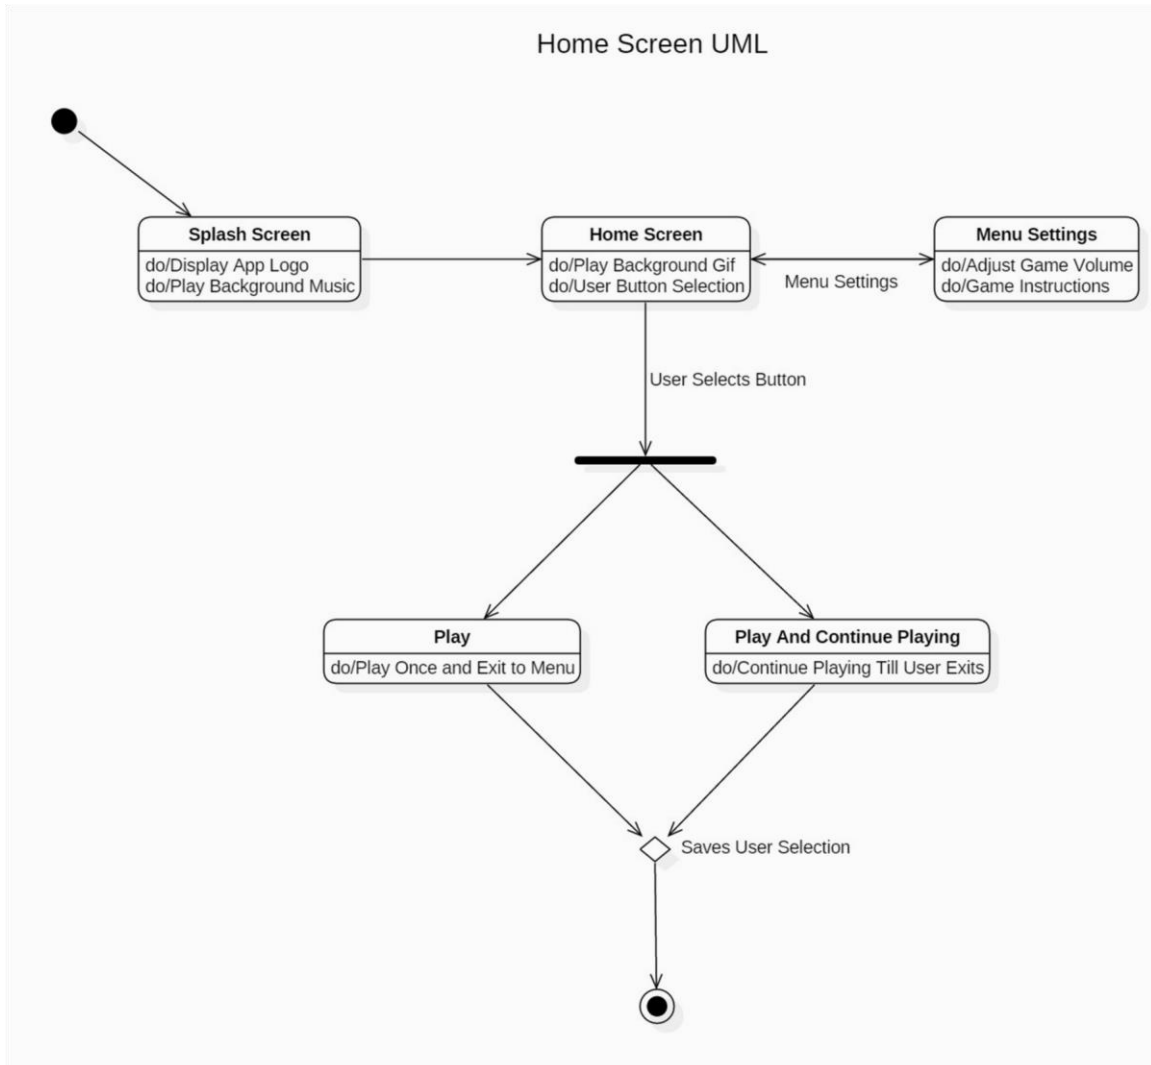 Home Screen UML
Splash Screen
do/Display App Logo
do/Play Background Music
Home Screen
do/Play Background Gif
do/User Button Selection
Menu Settings
Menu Settings
do/Adjust Game Volume
do/Game Instructions
User Selects Button
Play
do/Play Once and Exit to Menu
Play And Continue Playing
do/Continue Playing Till User Exits
Saves User Selection